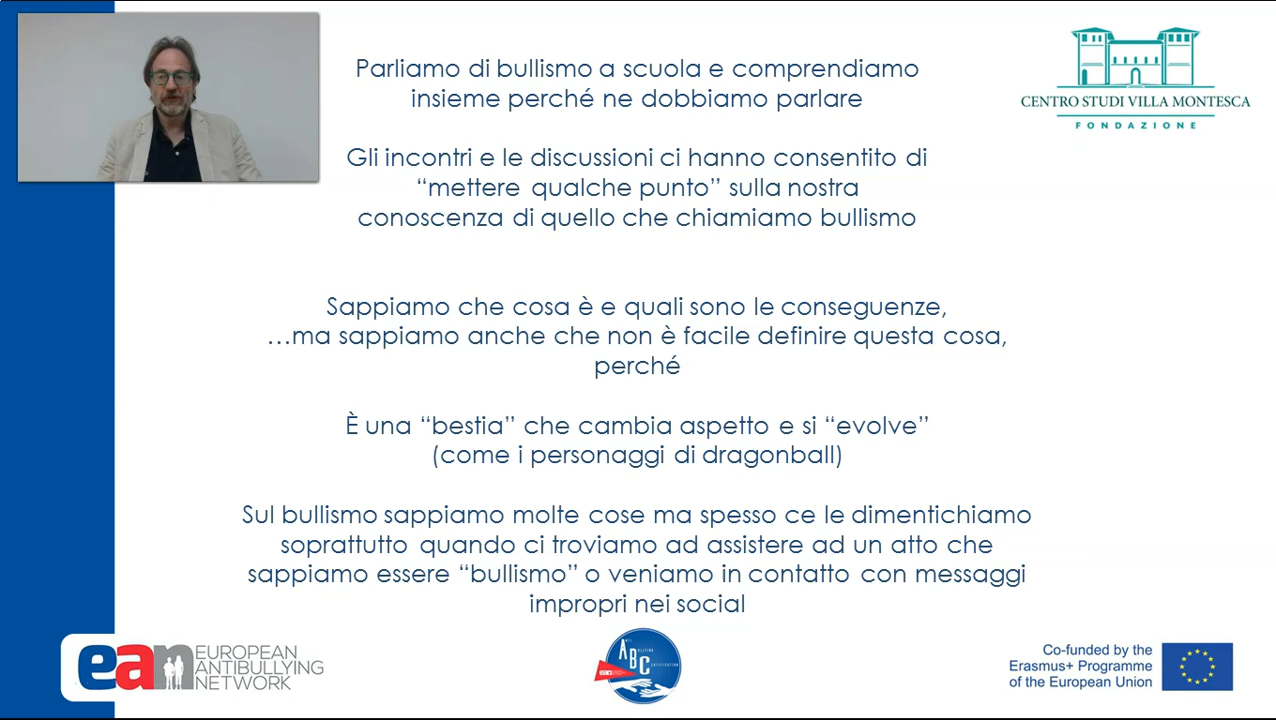 Parliamo di bullismo a scuola e comprendiamo
insieme perché ne dobbiamo parlare
CENTRO STUDI VILLA MONTESCA
FONDAZIONE
Gli incontri e le discussioni ci hanno consentito di
“mettere qualche punto” sulla nostra
conoscenza di quello che chiamiamo bullismo
Sappiamo che cosa è e quali sono le conseguenze,
…ma sappiamo anche che non è facile definire questa cosa,
perché
È una “bestia” che cambia aspetto e si “evolve”
(come i personaggi di dragonball)
Sul bullismo sappiamo molte cose ma spesso ce le dimentichiamo
soprattutto quando ci troviamo ad assistere ad un atto che
sappiamo essere “bullismo” o veniamo in contatto con messaggi
impropri nei social
ean EUROPEAN
ANTIBULLYING
NETWORK
ABC
ean
Co-funded by the
Erasmus+ Programme
of the European Union